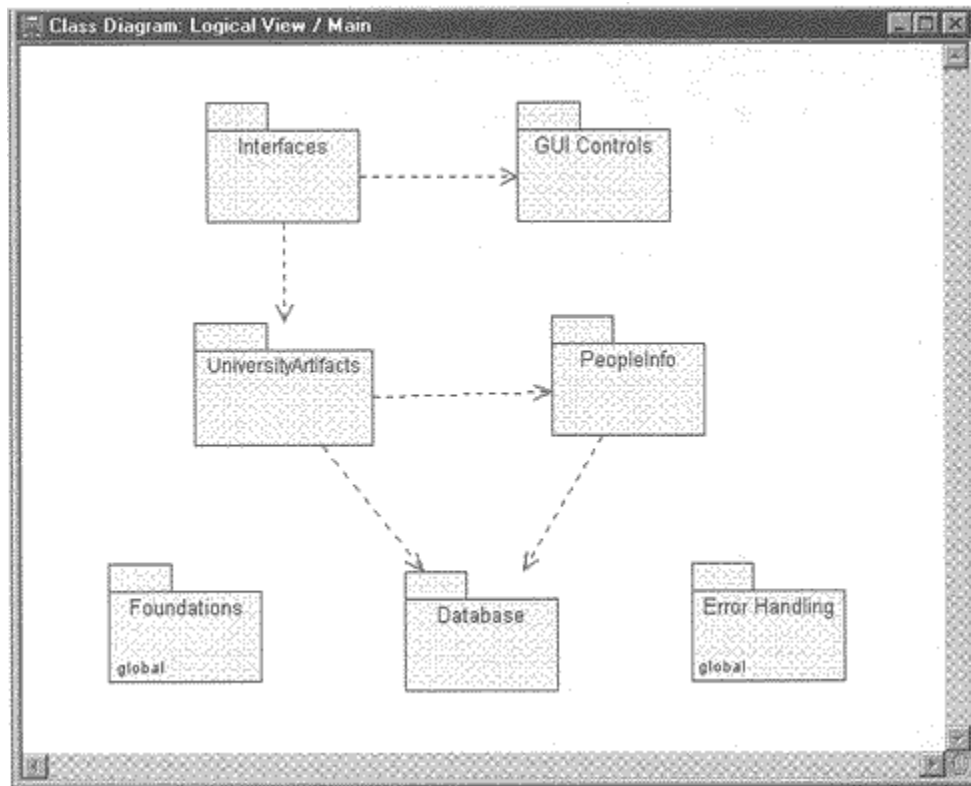 Class Diagram: Logical View / Main
Interfaces
GUI Controls
UniversityArtifacts
PeopleInfo
Foundations
global
Database
Error Handling
global